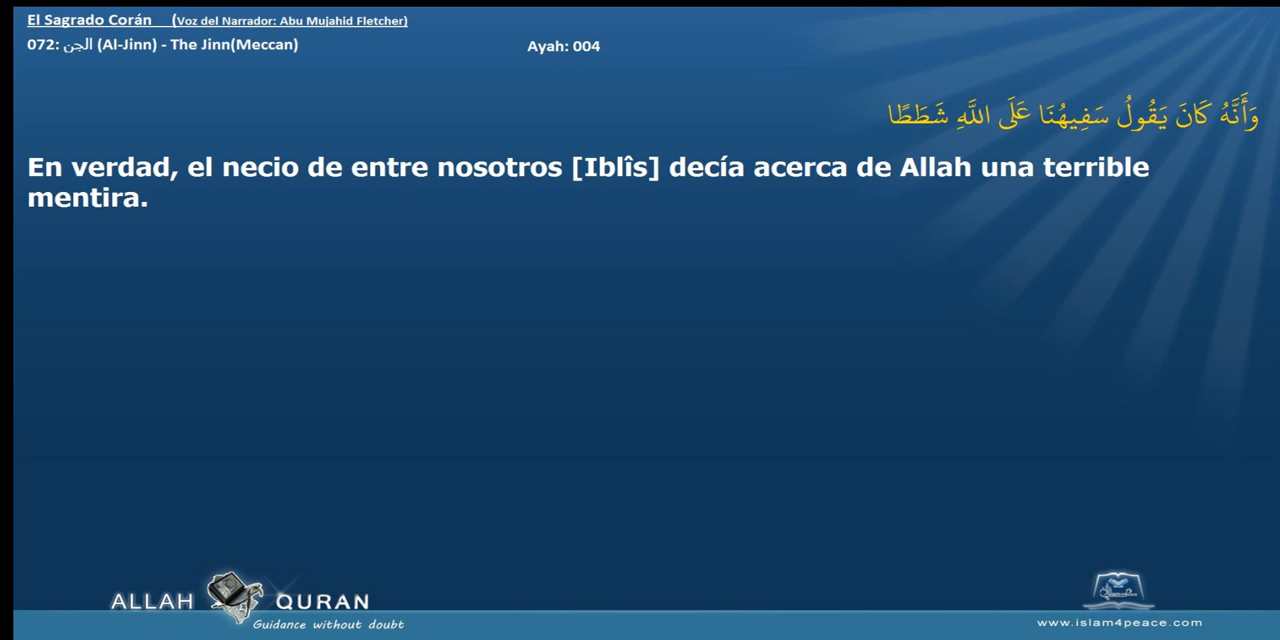 El Sagrado Corán (Voz del Narrador: Abu Mujahid Fletcher)
072: الجن (Al-Jinn) - The Jinn(Meccan)
Ayah: 004
وَأَنَّهُ كَانَ يَقُولُ سَفِيهُنَا عَلَى اللَّهِ شَطَطًا
En verdad, el necio de entre nosotros [Iblîs] decía acerca de Allah una terrible
mentira.
ALLAH QURAN
Guidance without doubt
www.islam4peace.com